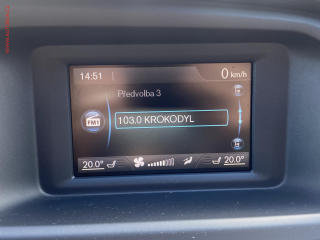 14:51 0 km/h
Předvolba 3
FM1
103.0 KROKODYL
20.0° 20.0°